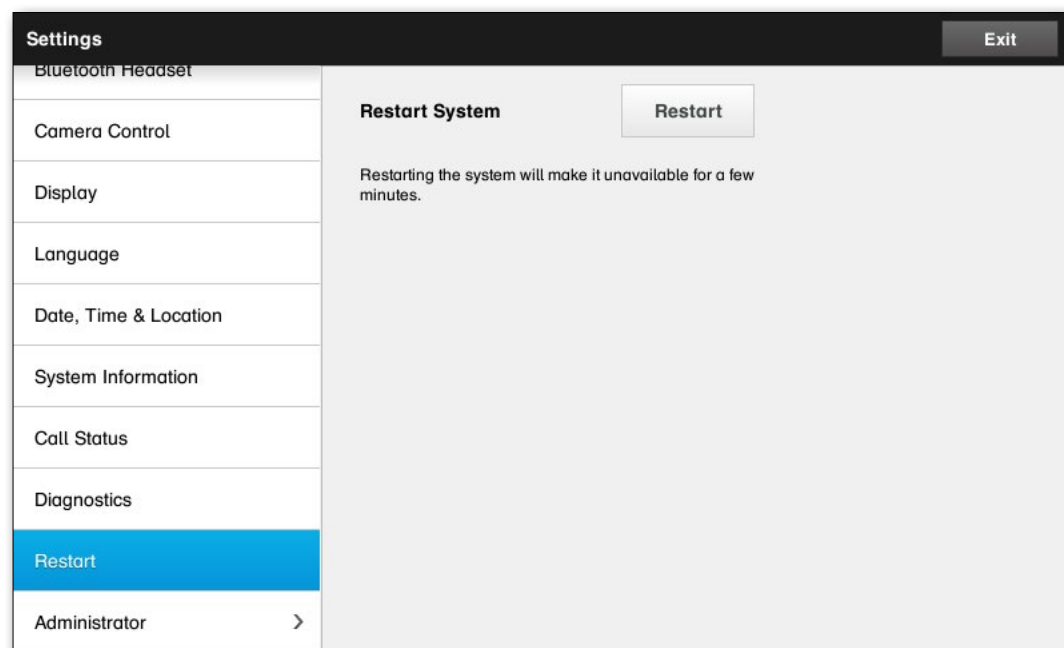 Settings
Exit
Bluetooth Headset
Camera Control
Display
Language
Date, Time & Location
System Information
Call Status
Diagnostics
Restart
Administrator
Restart System
Restart
Restarting the system will make it unavailable for a few
minutes.